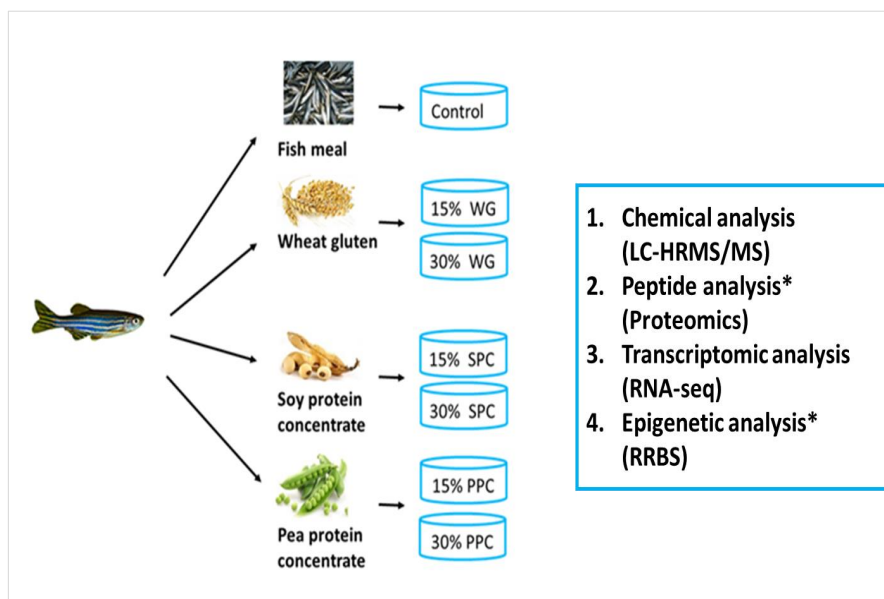 Fish meal
Control
Wheat gluten
15% WG
30% WG
Soy protein
concentrate
15% SPC
30% SPC
Pea protein
concentrate
15% PPC
30% PPC
1. Chemical analysis
(LC-HRMS/MS)
2. Peptide analysis*
(Proteomics)
3. Transcriptomic analysis
(RNA-seq)
4. Epigenetic analysis*
(RRBS)